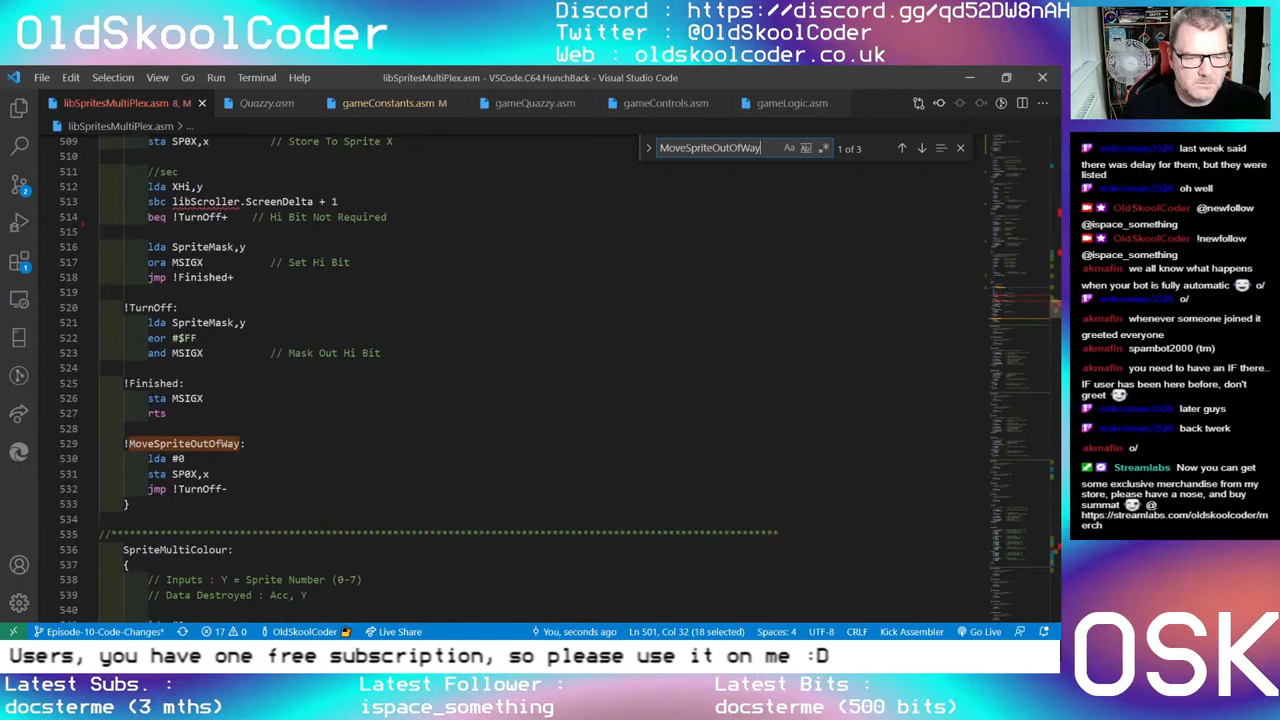 OldSkoolCoder
Discord : https://discord.gg/qd52DW8nAH
Twitter : @OldSkoolCoder
Web : oldskoolcoder.co.uk
File Edit Selection View Go Run Terminal Help
libSpritesMultiPlex.asm - VSCode.C64.HunchBack - Visual Studio Code
libSpritesMultiPlex.asm 8, M
Quazzy.asm
gameConstants.asm M
gameQuazzy.asm
gameControls.asm
gameLogic.asm
libSpritesMultiPlex.asm > ...
MoveSpriteOutOfWay
1 of 3
509 sta SP0X,x // Store To Sprite X
510
511 //sec
512 lda XHi,y
513
514 beq !TurnOff+ // Hi Bit Not Required
515
516 lda SpriteMask,y
517 ora MSIGX // Set Hi Bit
518 jmp !Finished+
519
520 !TurnOff:
521 lda SpriteMask,y
522 eor #$FF
523 and MSIGX // Mask Out Hi Bit
524
525 !Finished:
526 sta MSIGX
527 rts
528
529 !MoveSpriteOutOfWay:
530 lda #0
531 sta SP0X,x
532 jmp !TurnOff-
533 }
534
535 //
536 SpriteMultiColour:
537 {
538 // Inputs : Y = Sprite Number (0-7)
539 // Data Destroyed : Acc,
540
Episode-10-Code-Changes* 17 0 OldSkoolCoder Live Share You, seconds ago Ln 501, Col 32 (18 selected) Spaces: 4 UTF-8 CRLF Kick Assembler Go Live
last week said
there was delay for them, but they were
listed
oh well
OldSkoolCoder @newfollow
@ispace_something
OldSkoolCoder !newfollow
@ispace_something
akmafin we all know what happens
when your bot is fully automatic o/
o/
akmafin whenever someone joined it
greeted everyone
akmafin spambot2000 (tm)
akmafin you need to have an IF there..
IF user has been here before, don't
greet
later guys
back twerk
akmafin o/
Streamlabs Now you can get
some exclusive merchandise from my
store, please have a nose, and buy
summat @
https://streamlabs.com/oldskoolcoder/m
erch
OSK
Users, you have one free subscription, so please use it on me :D
Latest Subs. :
docsterme (3 mths)
Latest Follower :
ispace_something
Latest Bits :
docsterme (500 bits)